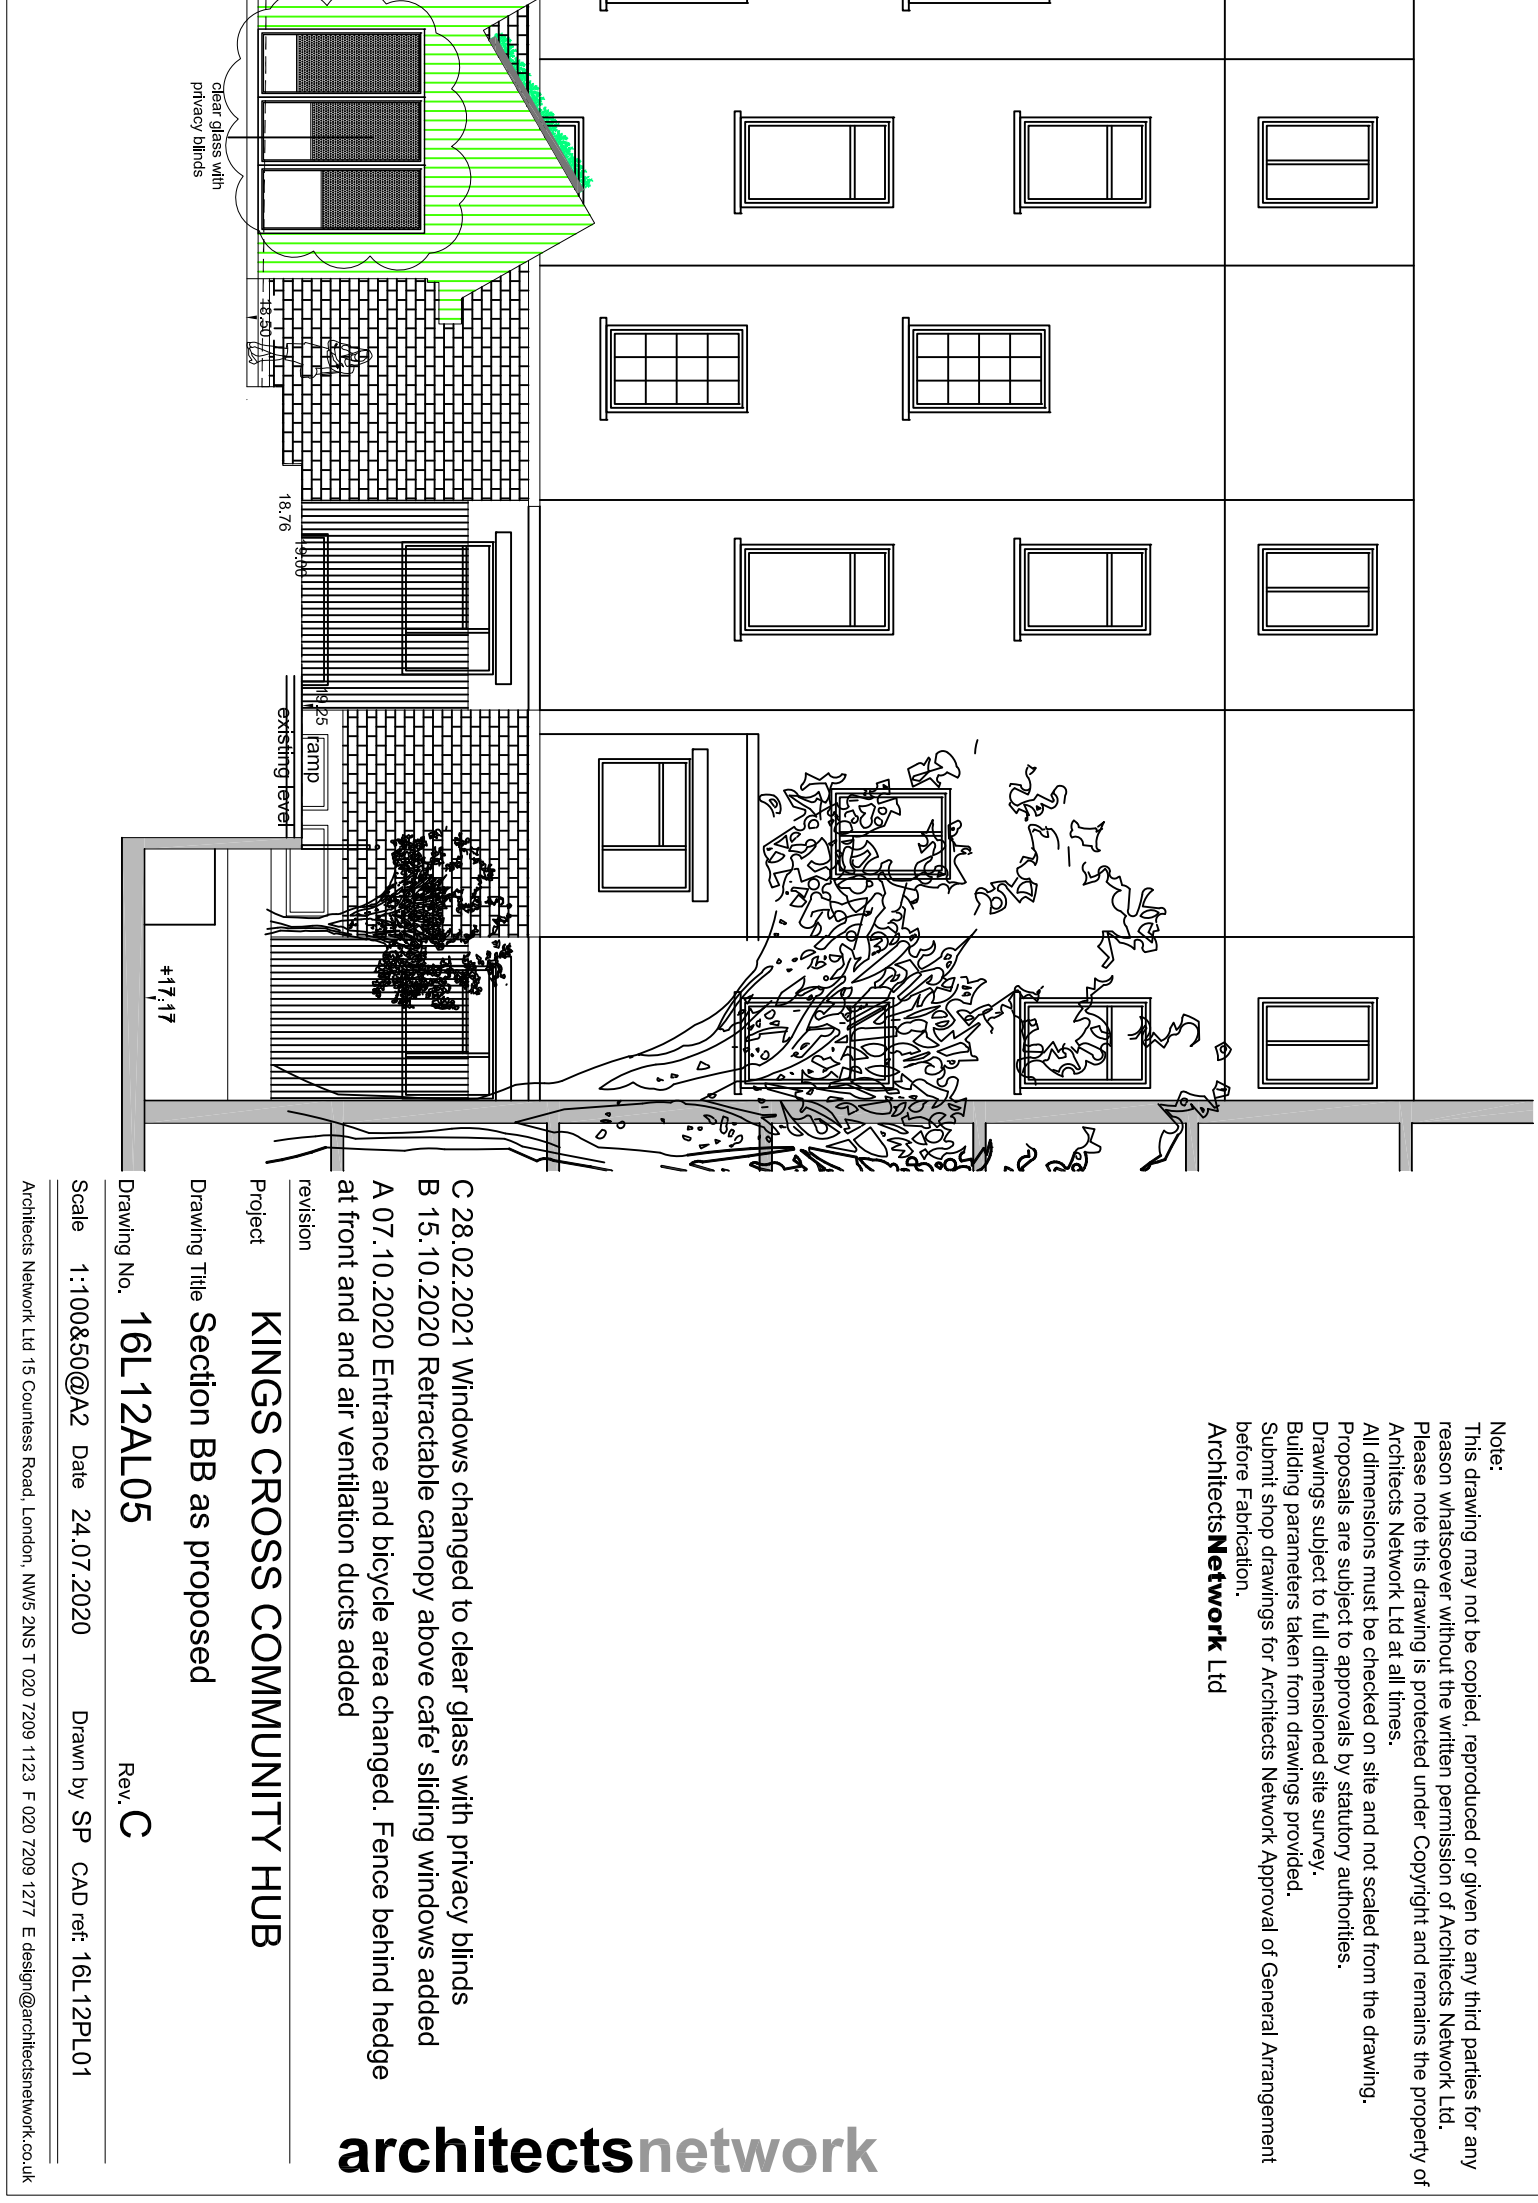 Note:
This drawing may not be copied, reproduced or given to any third parties for any
reason whatsoever without the written permission of Architects Network Ltd.
Please note this drawing is protected under Copyright and remains the property of
Architects Network Ltd at all times.
All dimensions must be checked on site and not scaled from the drawing.
Proposals are subject to approvals by statutory authorities.
Drawings subject to full dimensioned site survey.
Building parameters taken from drawings provided.
Submit shop drawings for Architects Network Approval of General Arrangement
before Fabrication.
ArchitectsNetwork Ltd
clear glass with
privacy blinds
18.50
18.76
19.00
19.25
ramp
existing level
+17.17
C 28.02.2021 Windows changed to clear glass with privacy blinds
B 15.10.2020 Retractable canopy above cafe' sliding windows added
A 07.10.2020 Entrance and bicycle area changed. Fence behind hedge
at front and and air ventilation ducts added
revision
architectsnetwork
Project KINGS CROSS COMMUNITY HUB
Drawing Title Section BB as proposed
Drawing No. 16L12AL05 Rev. C
Scale 1:100&50@A2 Date 24.07.2020 Drawn by SP CAD ref: 16L12PL01
Architects Network Ltd 15 Countess Road, London, NW5 2NS T 020 7209 1123 F 020 7209 1277 E design@architectsnetwork.co.uk